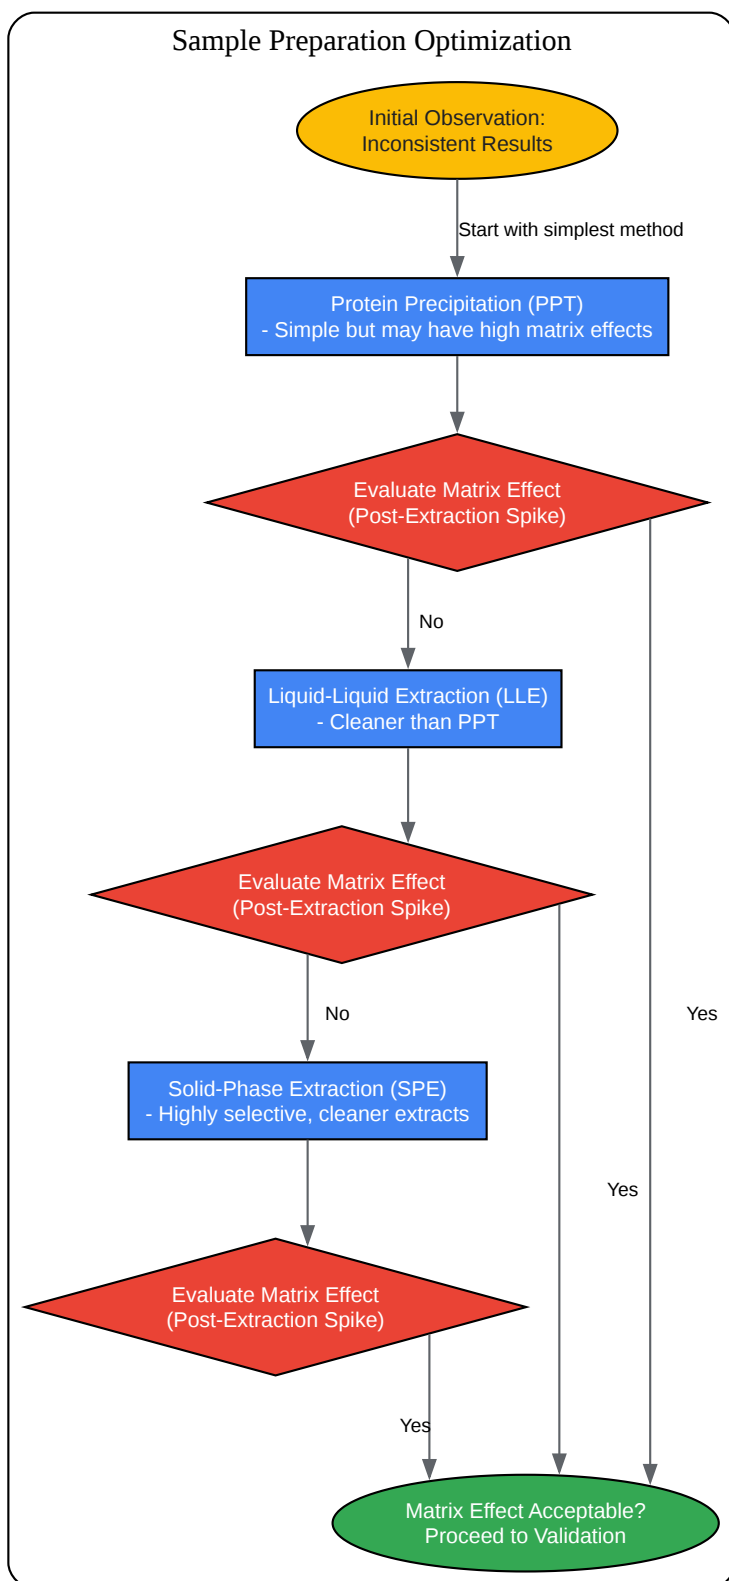 Sample Preparation Optimization
Initial Observation:
Inconsistent Results
Start with simplest method
Protein Precipitation (PPT)
- Simple but may have high matrix effects
Evaluate Matrix Effect
(Post-Extraction Spike)
No
Liquid-Liquid Extraction (LLE)
- Cleaner than PPT
Evaluate Matrix Effect
(Post-Extraction Spike)
No
Yes
Solid-Phase Extraction (SPE)
- Highly selective, cleaner extracts
Yes
Evaluate Matrix Effect
(Post-Extraction Spike)
Yes
Matrix Effect Acceptable?
Proceed to Validation